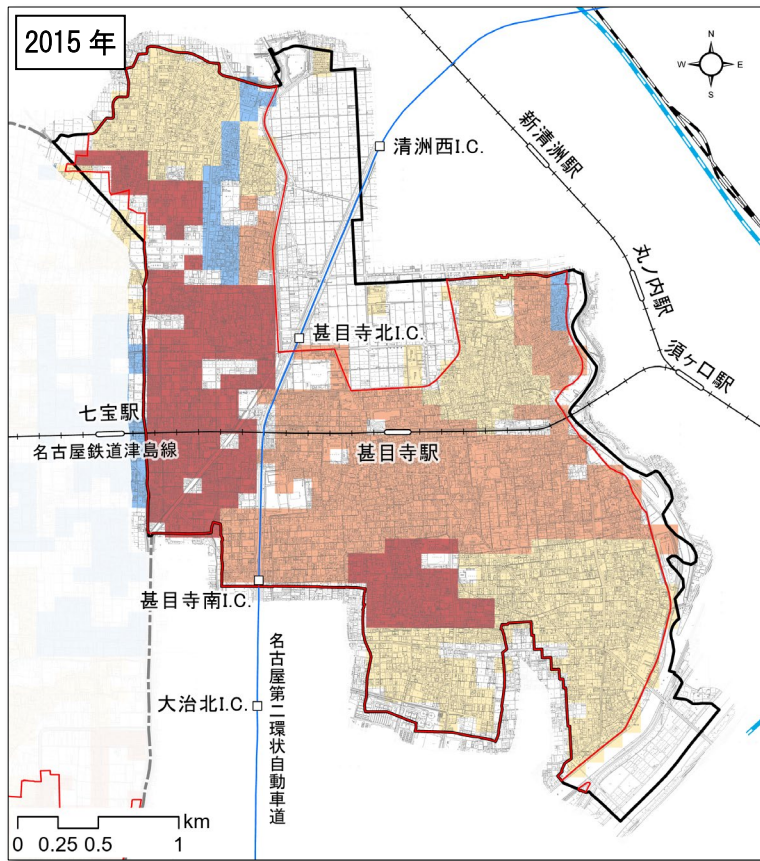 2015 年
N
W E
S
清洲西I.C.
新清洲駅
丸ノ内駅
甚目寺北I.C.
須ヶ口駅
七宝駅
名古屋鉄道津島線
甚目寺駅
甚目寺南I.C.
名古屋第二環状自動車道
大治北I.C.
km
0 0.25 0.5 1